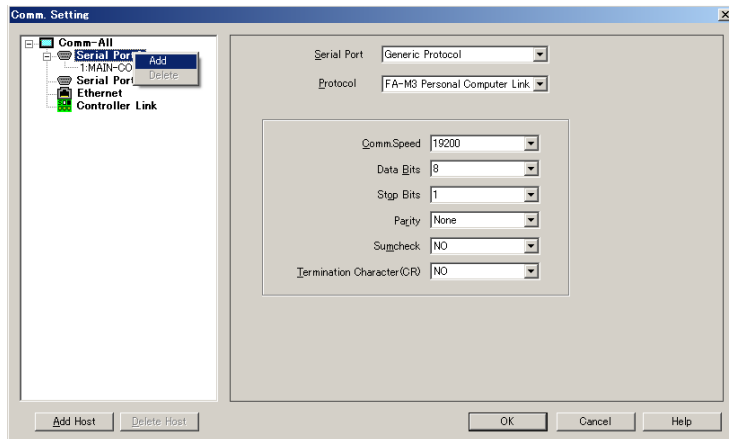 Comm. Setting
Comm-All
Serial Port
Add
1:MAIN-CO
Delete
Serial Port
Ethernet
Controller Link
Serial Port Generic Protocol
Protocol FA-M3 Personal Computer Link
Comm.Speed 19200
Data Bits 8
Stop Bits 1
Parity None
Sumcheck NO
Termination Character(CR) NO
Add Host Delete Host OK Cancel Help